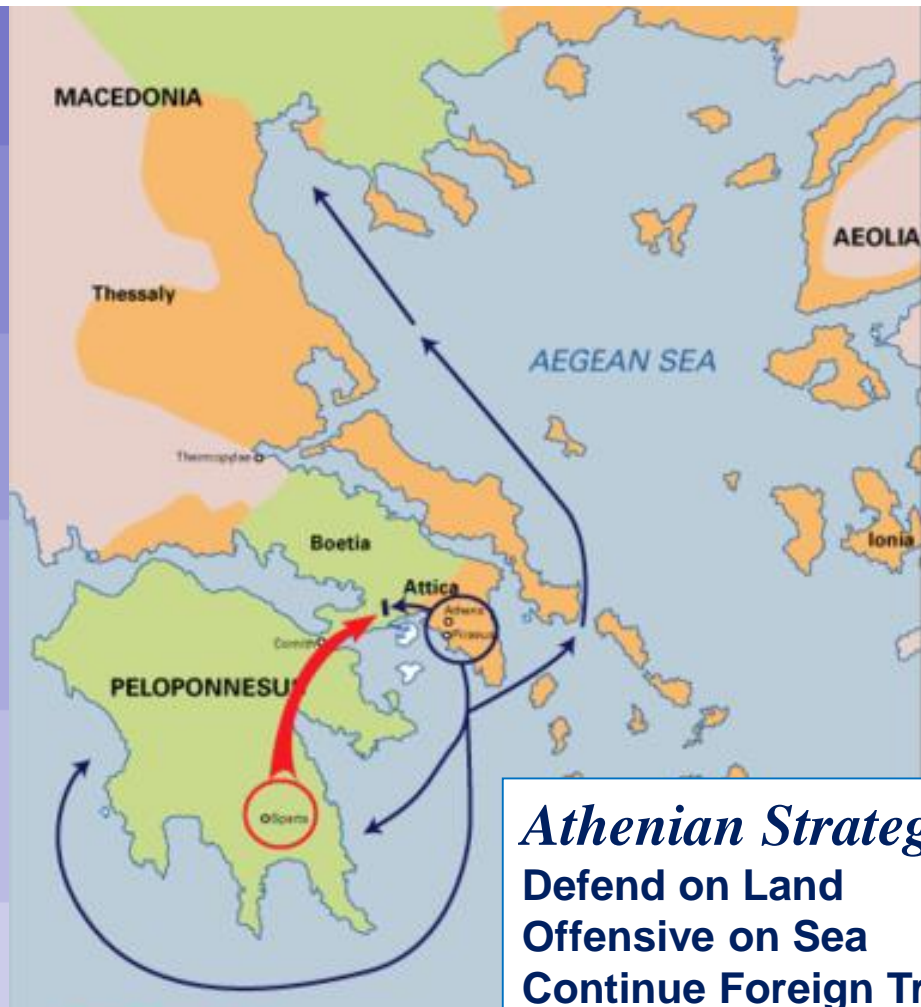 MACEDONIA
AEOLIA
Thessaly
AEGEAN SEA
Thermopylae
Boetia
Ionia
Attica
Athens
Piraeus
Corinth
PELOPONNESUS
Sparta
Athenian Strateg
Defend on Land
Offensive on Sea
Continue Foreign Tr